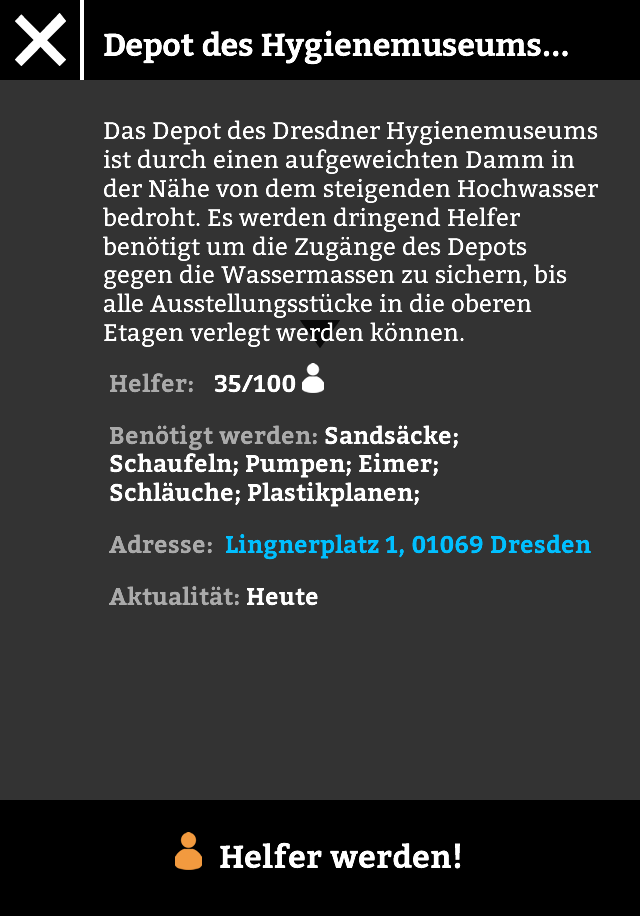 Depot des Hygienemuseums...
Das Depot des Dresdner Hygienemuseums
ist durch einen aufgeweichten Damm in
der Nähe von dem steigenden Hochwasser
bedroht. Es werden dringend Helfer
benötigt um die Zugänge des Depots
gegen die Wassermassen zu sichern, bis
alle Ausstellungsstücke in die oberen
Etagen verlegt werden können.
Helfer: 35/100
Benötigt werden: Sandsäcke;
Schaufeln; Pumpen; Eimer;
Schläuche; Plastikplanen;
Adresse: Lingnerplatz 1, 01069 Dresden
Aktualität: Heute
Helfer werden!